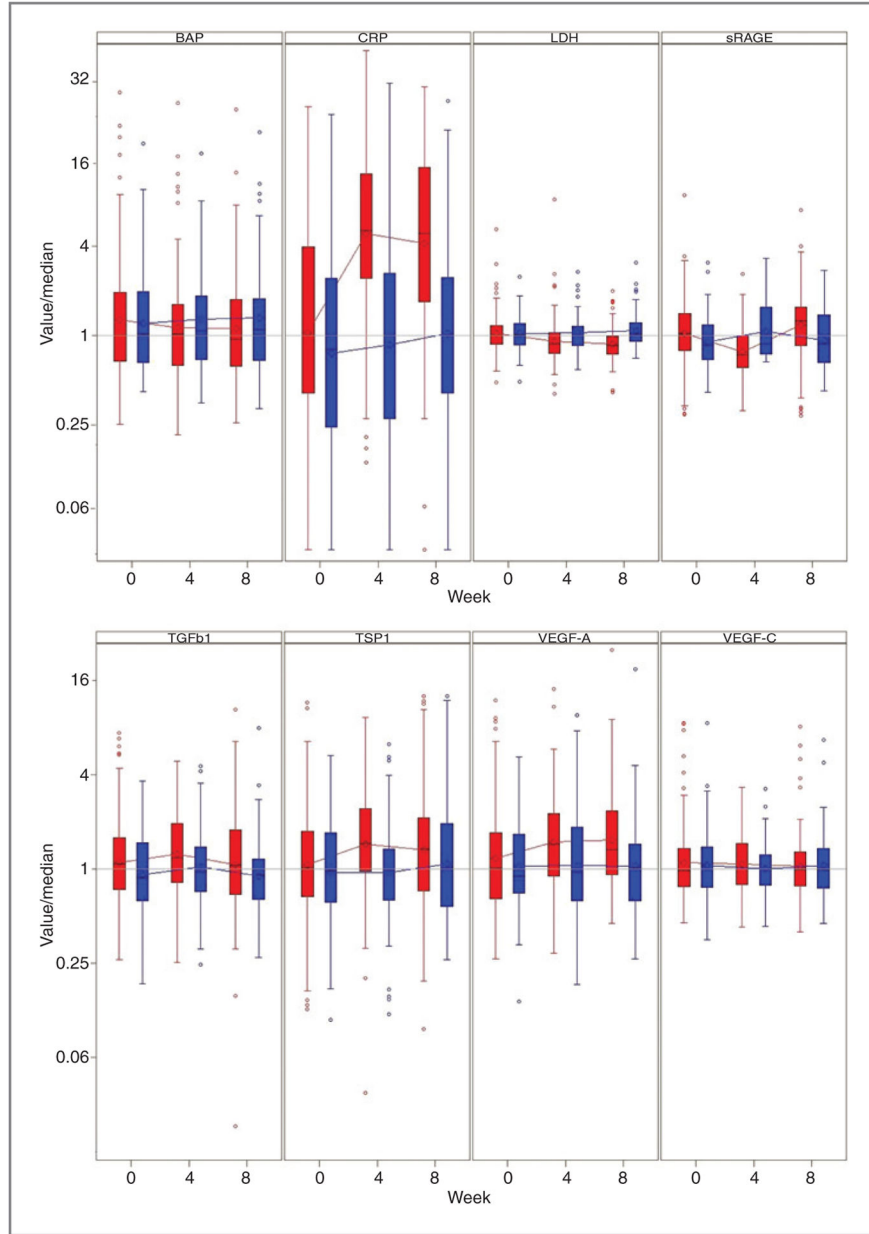 BAP CRP LDH sRAGE
32
16
4
1
0.25
0.06
Value/median
0 4 8 0 4 8 0 4 8 0 4 8
Week
TGFb1 TSP1 VEGF-A VEGF-C
16
4
1
0.25
0.06
Value/median
0 4 8 0 4 8 0 4 8 0 4 8
Week